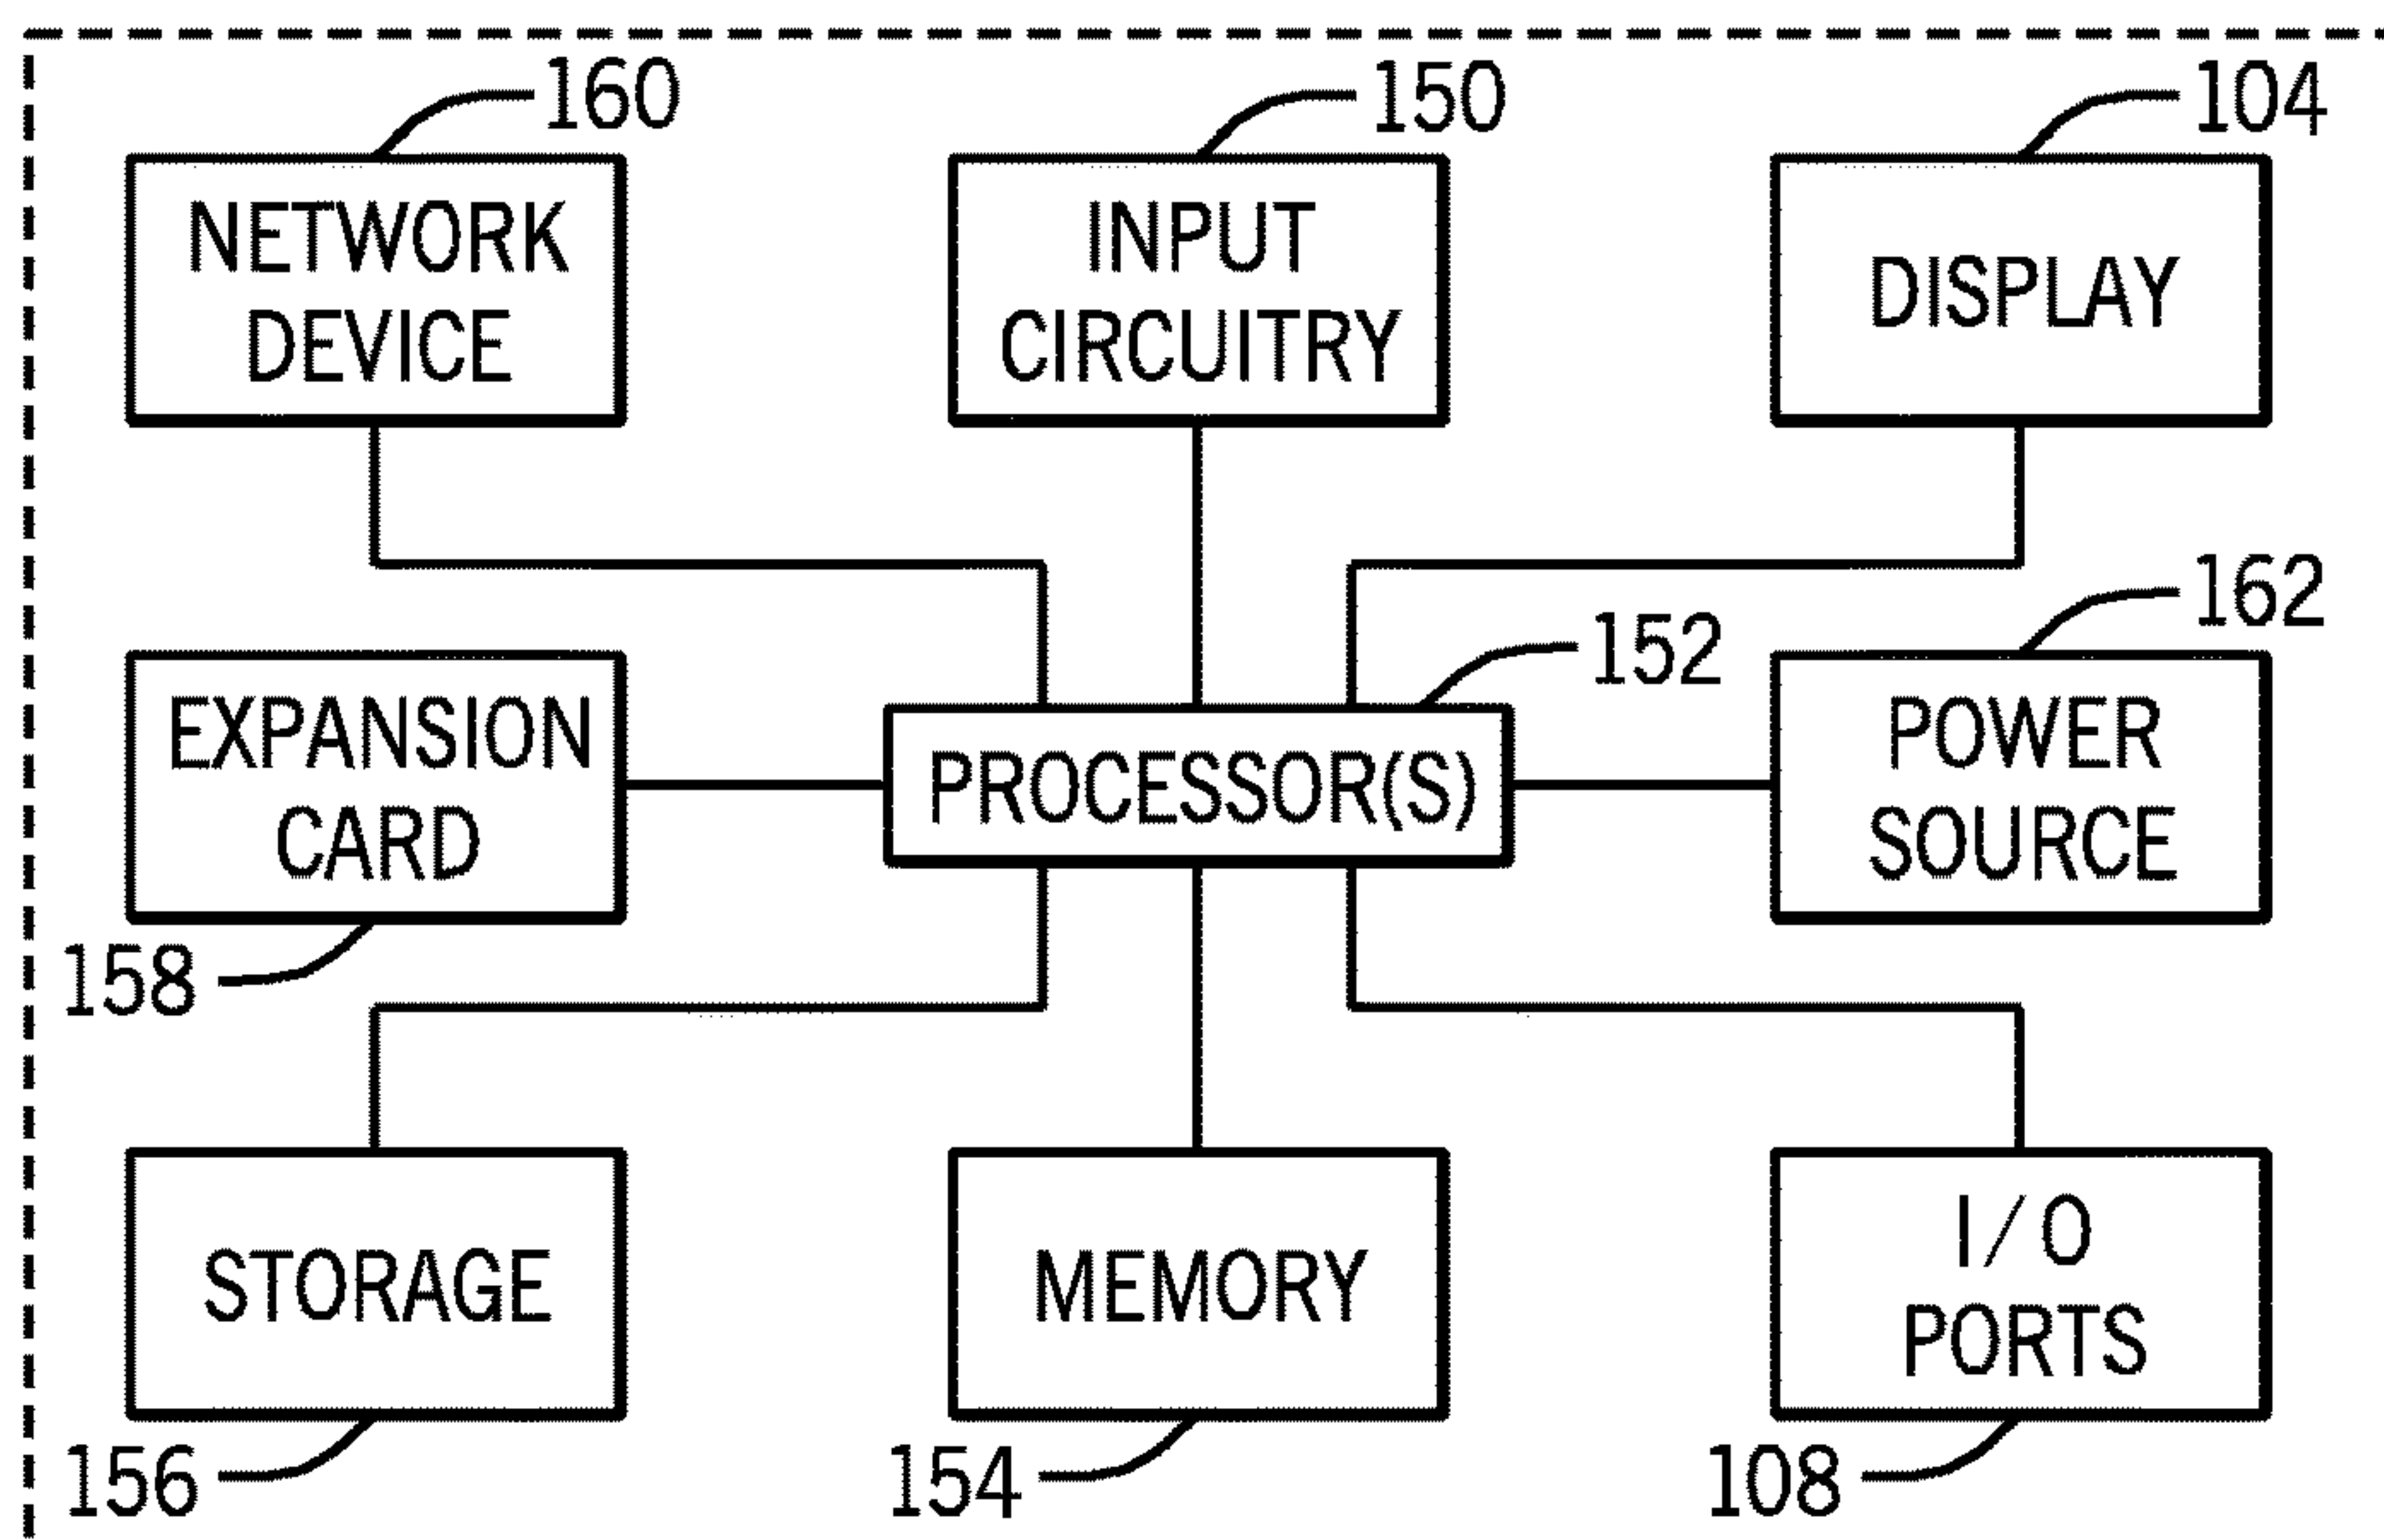 160
150
104
NETWORK
DEVICE
INPUT
CIRCUITRY
DISPLAY
152
162
EXPANSION
CARD
PROCESSOR(S)
POWER
SOURCE
158
STORAGE
MEMORY
I/O
PORTS
156
154
108